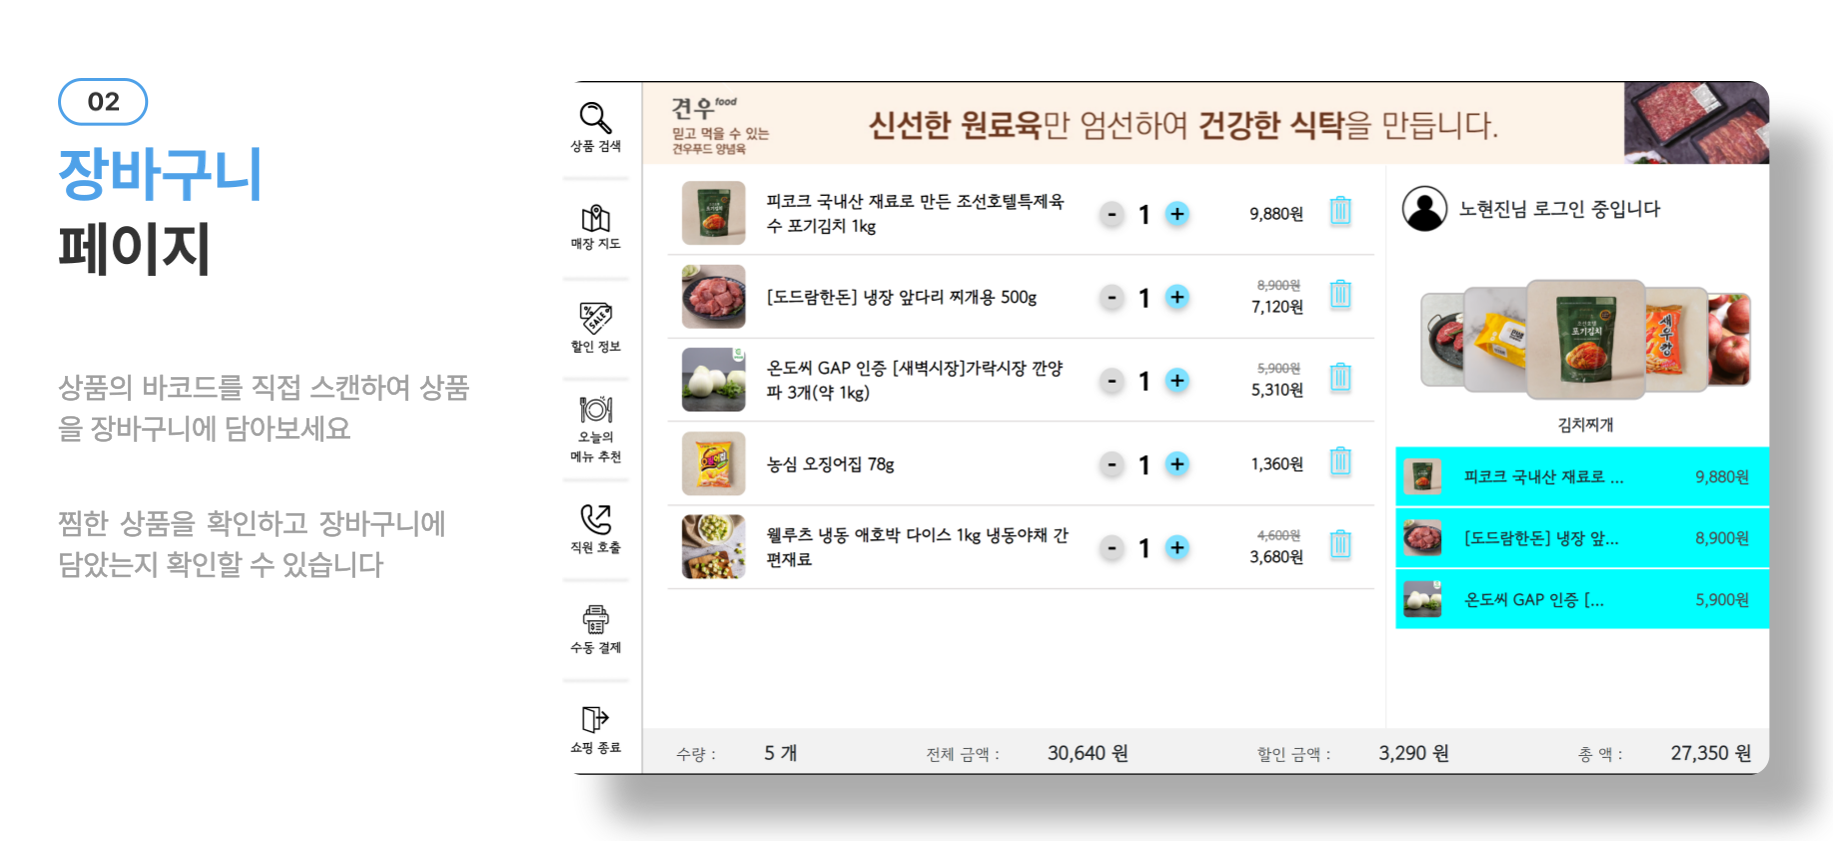 02
장바구니
페이지
상품의 바코드를 직접 스캔하여 상품
을 장바구니에 담아보세요
찜한 상품을 확인하고 장바구니에
담았는지 확인할 수 있습니다
상품 검색
매장 지도
할인 정보
오늘의
메뉴 추천
직원 호출
수동 결제
쇼핑 종료
견우food
믿고 먹을 수 있는
견우푸드 양념육
신선한 원료육만 엄선하여 건강한 식탁을 만듭니다.
피코크 국내산 재료로 만든 조선호텔특제육
수 포기김치 1kg
- 1 +
9,880원
[도드람한돈] 냉장 앞다리 찌개용 500g
- 1 +
8,900원
7,120원
온도씨 GAP 인증 [새벽시장]가락시장 깐양
파 3개(약 1kg)
- 1 +
5,900원
5,310원
농심 오징어집 78g
- 1 +
1,360원
웰루츠 냉동 애호박 다이스 1kg 냉동야채 간
편재료
- 1 +
4,600원
3,680원
노현진님 로그인 중입니다
포기김치
새우깡
김치찌개
피코크 국내산 재료로 ... 9,880원
[도드람한돈] 냉장 앞... 8,900원
온도씨 GAP 인증 [... 5,900원
수량 : 5 개 전체 금액 : 30,640 원 할인 금액 : 3,290 원 총 액 : 27,350 원